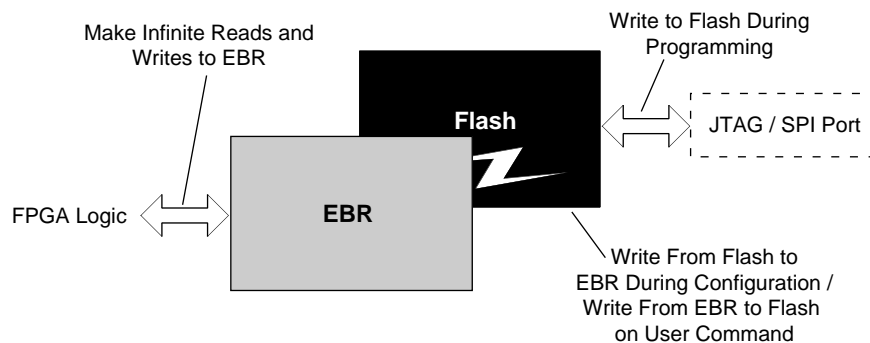 Make Infinite Reads and
Writes to EBR
Write to Flash During
Programming
Flash
JTAG / SPI Port
FPGA Logic
EBR
Write From Flash to
EBR During Configuration /
Write From EBR to Flash
on User Command